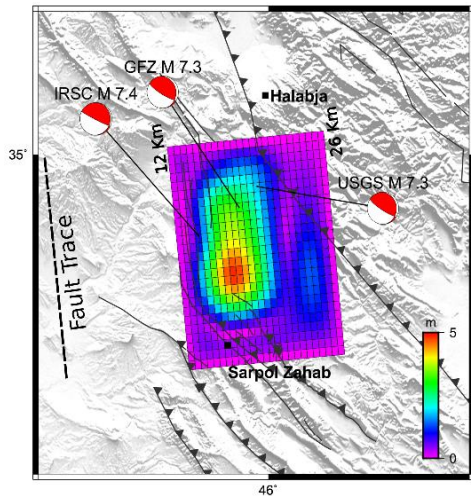 GFZ M 7.3
IRSC M 7.4
Halabja
26 Km
12 Km
35°
USGS M 7.3
Fault Trace
m
5
0
Sarpol Zahab
46°